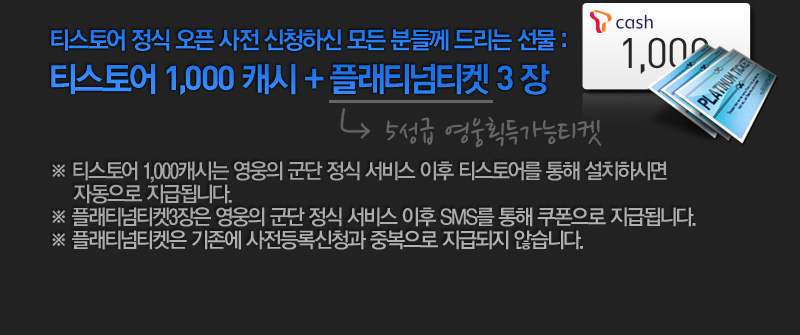 티스토어 정식 오픈 사전 신청하신 모든 분들께 드리는 선물 :
티스토어 1,000 캐시 + 플래티넘티켓 3 장
5성급 영웅획득가능티켓
T cash
1,000
PLATINUM TICKET
※ 티스토어 1,000캐시는 영웅의 군단 정식 서비스 이후 티스토어를 통해 설치하시면
자동으로 지급됩니다.
※ 플래티넘티켓3장은 영웅의 군단 정식 서비스 이후 SMS를 통해 쿠폰으로 지급됩니다.
※ 플래티넘티켓은 기존에 사전등록신청과 중복으로 지급되지 않습니다.